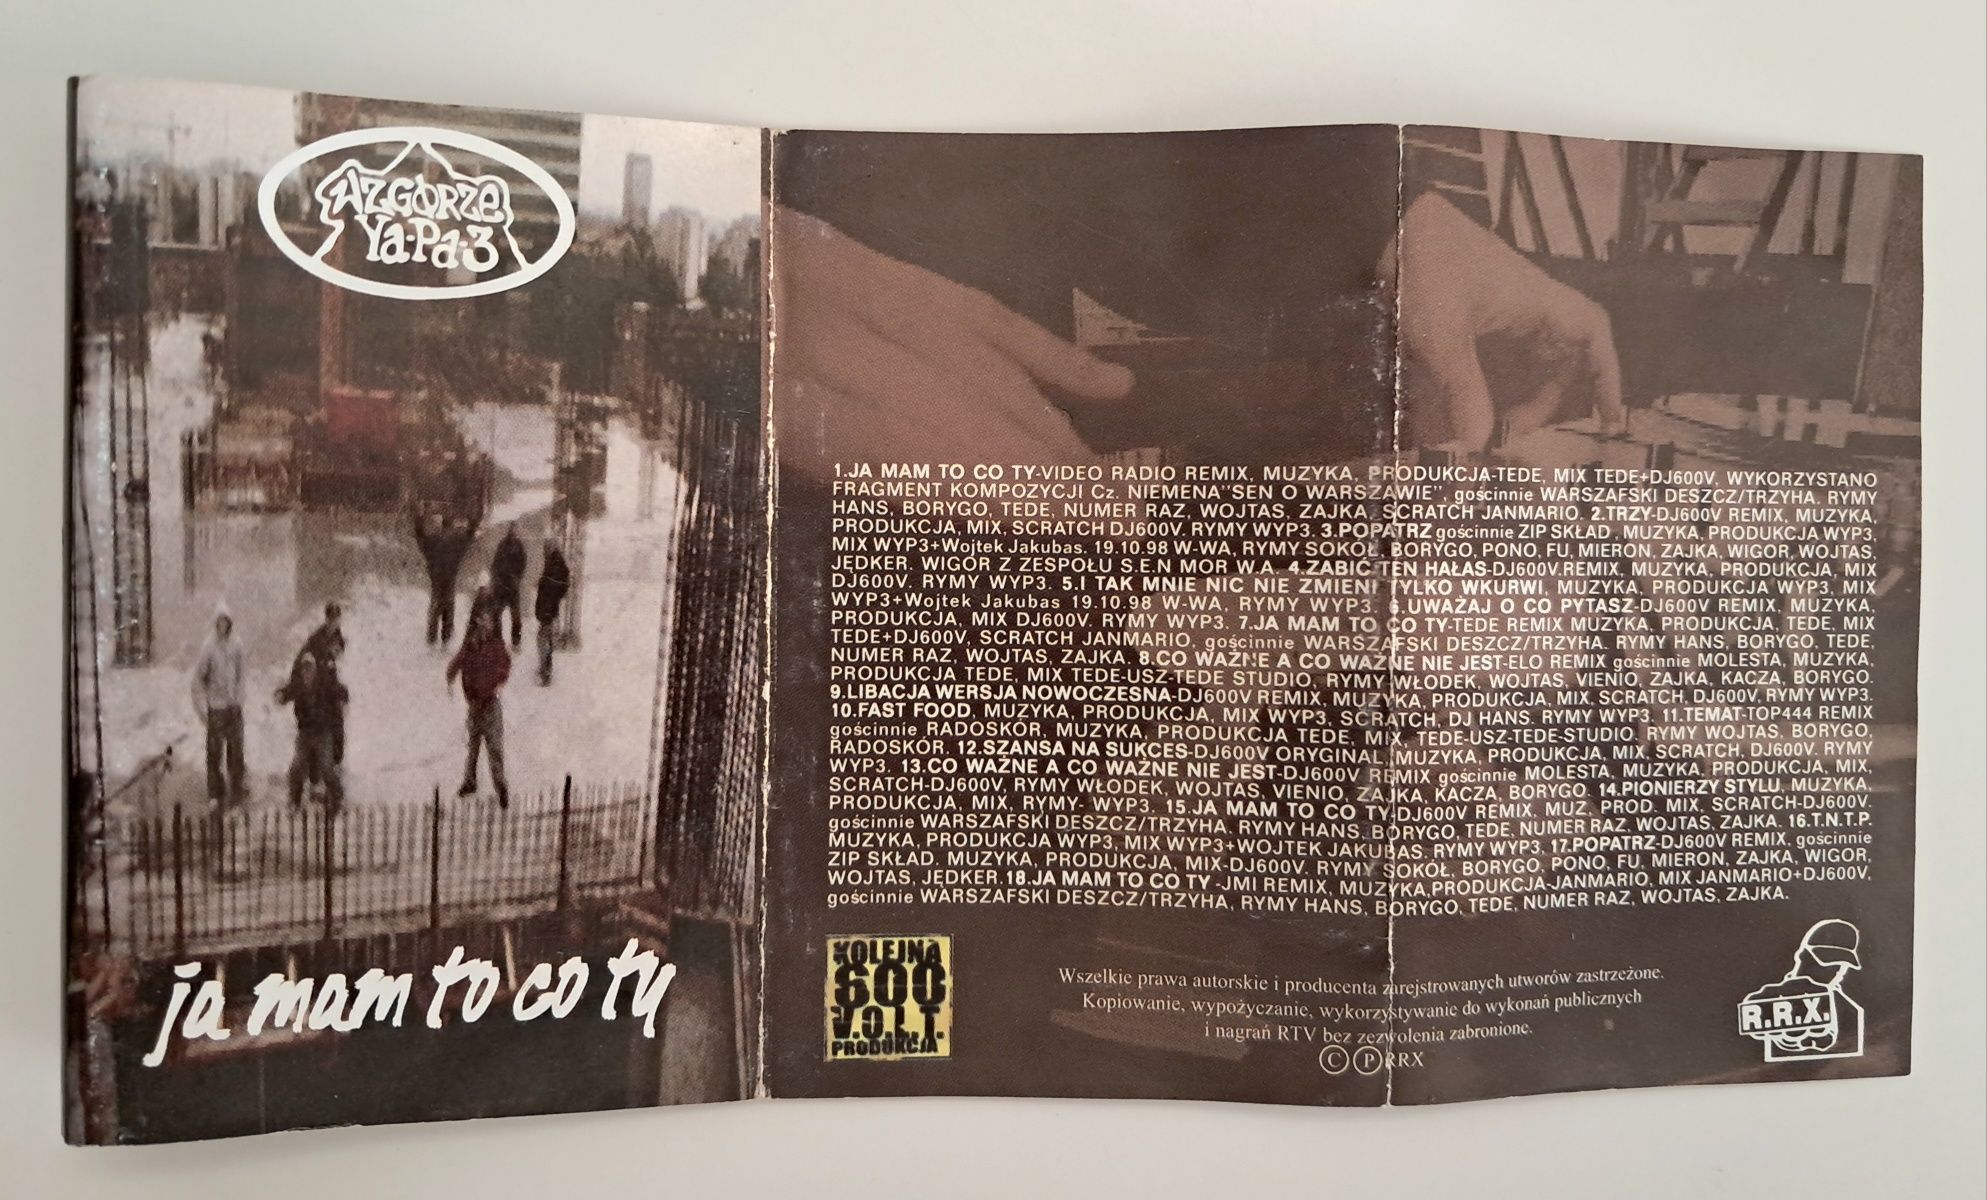 WZGÓRZE
Ya-Pa-3
ja mam to co ty
1.JA MAM TO CO TY-VIDEO RADIO REMIX, MUZYKA, PRODUKCJA-TEDE, MIX TEDE+DJ600V, WYKORZYSTANO
FRAGMENT KOMPOZYCJI Cz. NIEMENA"SEN O WARSZAWIE", gościnnie WARSZAFSKI DESZCZ/TRZYHA. RYMY
HANS, BORYGO, TEDE, NUMER RAZ, WOJTAS, ZAJKA, SCRATCH JANMARIO. 2.TRZY-DJ600V REMIX, MUZYKA,
PRODUKCJA, MIX, SCRATCH DJ600V. RYMY WYP3. 3.POPATRZ gościnnie ZIP SKŁAD , MUZYKA, PRODUKCJA WYP3,
MIX WYP3+Wojtek Jakubas. 19.10.98 W-WA, RYMY SOKÓŁ, BORYGO, PONO, FU, MIERON, ZAJKA, WIGOR, WOJTAS,
JĘDKER. WIGOR Z ZESPOŁU S.E.N MOR W.A 4.ZABIĆ TEN HAŁAS-DJ600V.REMIX, MUZYKA, PRODUKCJA, MIX
DJ600V. RYMY WYP3. 5.I TAK MNIE NIC NIE ZMIENI TYLKO WKURWI, MUZYKA, PRODUKCJA WYP3, MIX
WYP3+Wojtek Jakubas 19.10.98 W-WA, RYMY WYP3. 6.UWAŻAJ O CO PYTASZ-DJ600V REMIX, MUZYKA,
PRODUKCJA, MIX DJ600V. RYMY WYP3. 7.JA MAM TO CO TY-TEDE REMIX MUZYKA, PRODUKCJA, TEDE, MIX
TEDE+DJ600V, SCRATCH JANMARIO, gościnnie WARSZAFSKI DESZCZ/TRZYHA. RYMY HANS, BORYGO, TEDE,
NUMER RAZ, WOJTAS, ZAJKA. 8.CO WAŻNE A CO WAŻNE NIE JEST-ELO REMIX gościnnie MOLESTA, MUZYKA,
PRODUKCJA TEDE, MIX TEDE-USZ-TEDE STUDIO, RYMY WŁODEK, WOJTAS, VIENIO, ZAJKA, KACZA, BORYGO.
9.LIBACJA WERSJA NOWOCZESNA-DJ600V REMIX, MUZYKA, PRODUKCJA, MIX, SCRATCH, DJ600V, RYMY WYP3.
10.FAST FOOD, MUZYKA, PRODUKCJA, MIX WYP3, SCRATCH, DJ HANS. RYMY WYP3. 11.TEMAT-TOP444 REMIX
gościnnie RADOSKÓR, MUZYKA, PRODUKCJA TEDE, MIX, TEDE-USZ-TEDE-STUDIO. RYMY WOJTAS, BORYGO,
RADOSKÓR. 12.SZANSA NA SUKCES-DJ600V ORYGINAL, MUZYKA, PRODUKCJA, MIX, SCRATCH, DJ600V. RYMY
WYP3. 13.CO WAŻNE A CO WAŻNE NIE JEST-DJ600V REMIX gościnnie MOLESTA, MUZYKA, PRODUKCJA, MIX,
SCRATCH-DJ600V, RYMY WŁODEK, WOJTAS, VIENIO, ZAJKA, KACZA, BORYGO. 14.PIONIERZY STYLU, MUZYKA,
PRODUKCJA, MIX, RYMY- WYP3. 15.JA MAM TO CO TY-DJ600V REMIX, MUZ, PROD. MIX, SCRATCH-DJ600V.
gościnnie WARSZAFSKI DESZCZ/TRZYHA. RYMY HANS. BORYGO, TEDE, NUMER RAZ, WOJTAS, ZAJKA. 16.T.N.T.P.
MUZYKA, PRODUKCJA WYP3, MIX WYP3+WOJTEK JAKUBAS. RYMY WYP3. 17.POPATRZ-DJ600V REMIX, gościnnie
ZIP SKŁAD. MUZYKA, PRODUKCJA, MIX-DJ600V. RYMY SOKÓŁ, BORYGO, PONO, FU, MIERON, ZAJKA, WIGOR,
WOJTAS, JĘDKER.18.JA MAM TO CO TY -JMI REMIX, MUZYKA,PRODUKCJA-JANMARIO, MIX JANMARIO+DJ600V,
gościnnie WARSZAFSKI DESZCZ/TRZYHA, RYMY HANS, BORYGO, TEDE, NUMER RAZ, WOJTAS, ZAJKA.
KOLEJNA
600
V.O.L.T.
PRODUKCJA
Wszelkie prawa autorskie i producenta zarejstrowanych utworów zastrzeżone.
Kopiowanie, wypożyczanie, wykorzystywanie do wykonań publicznych
i nagrań RTV bez zezwolenia zabronione.
© ℗ RRX
R.R.X.